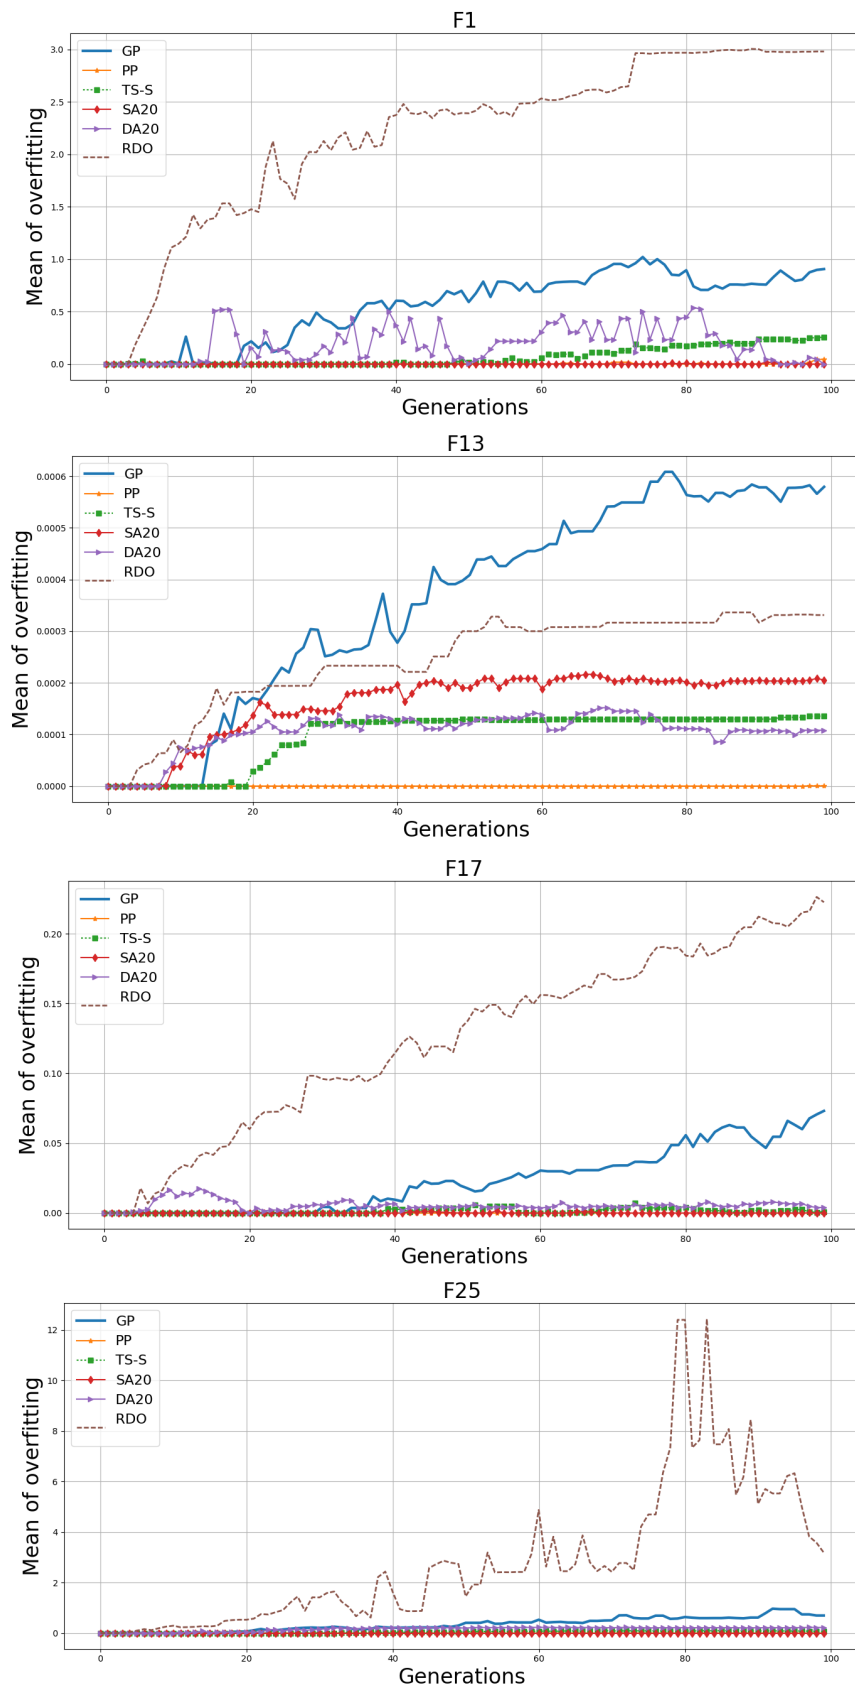 F1
GP
PP
TS-S
SA20
DA20
RDO
Mean of overfitting
3.0
2.5
2.0
1.5
1.0
0.5
0.0
0 20 40 60 80 100
Generations
F13
GP
PP
TS-S
SA20
DA20
RDO
Mean of overfitting
0.0006
0.0005
0.0004
0.0003
0.0002
0.0001
0.0000
0 20 40 60 80 100
Generations
F17
GP
PP
TS-S
SA20
DA20
RDO
Mean of overfitting
0.20
0.15
0.10
0.05
0.00
0 20 40 60 80 100
Generations
F25
GP
PP
TS-S
SA20
DA20
RDO
Mean of overfitting
12
10
8
6
4
2
0
0 20 40 60 80 100
Generations